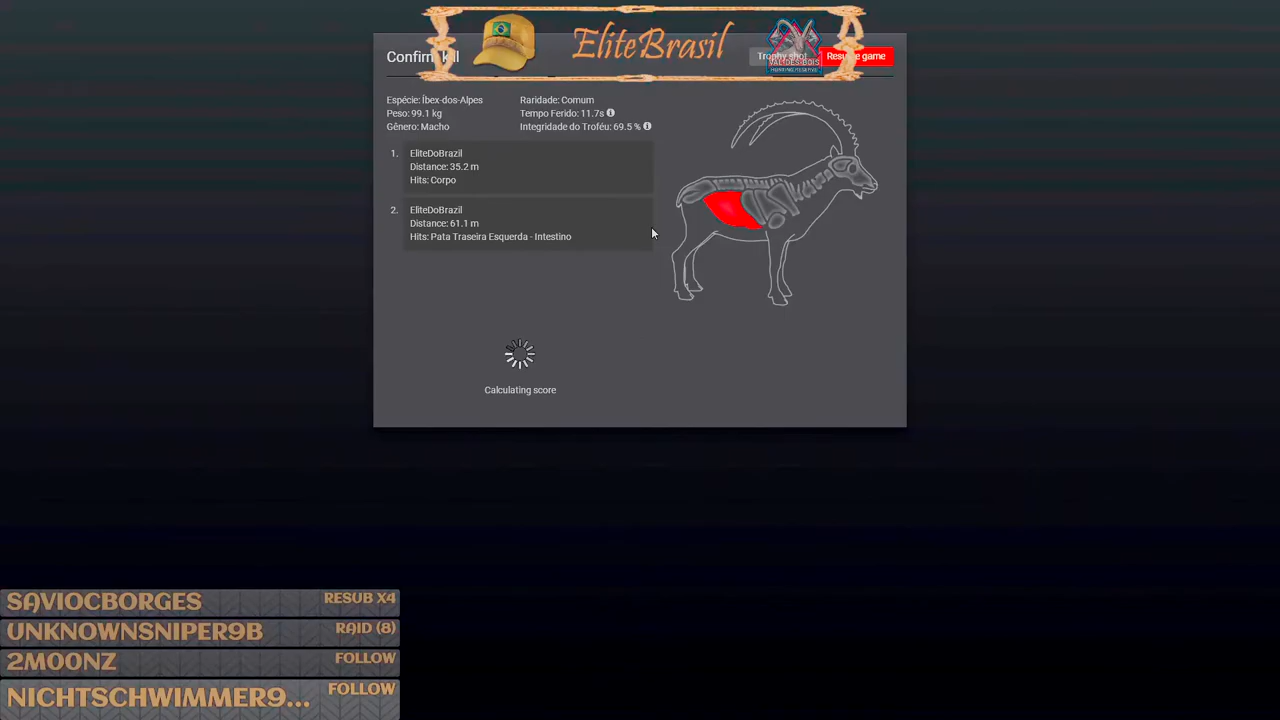 EliteBrasil
Confirm kill
Trophy shot
Resume game
VALDESBOIS
Espécie: Íbex-dos-Alpes
Peso: 99.1 kg
Gênero: Macho
Raridade: Comum
Tempo Ferido: 11.7s
Integridade do Troféu: 69.5 %
1. EliteDoBrazil
Distance: 35.2 m
Hits: Corpo
2. EliteDoBrazil
Distance: 61.1 m
Hits: Pata Traseira Esquerda - Intestino
Calculating score
SAVIOCBORGES RESUB X4
UNKNOWNSNIPER9B RAID (8)
2MOONZ FOLLOW
NICHTSCHWIMMER9... FOLLOW